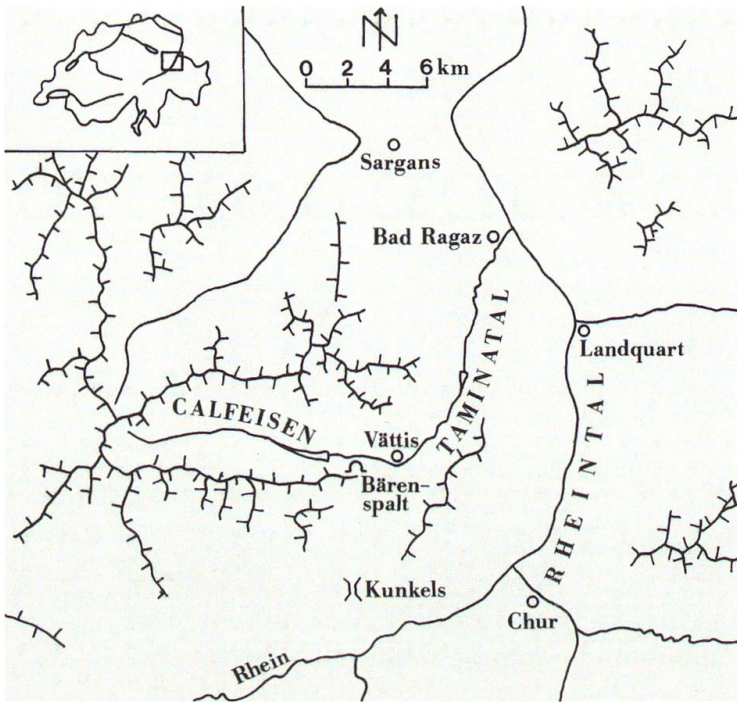 N
0 2 4 6 km
Sargans
Bad Ragaz
TAMINATAL
Landquart
CALFEISEN
Vättis
RHEINTAL
Bären-
spalt
Kunkels
Chur
Rhein